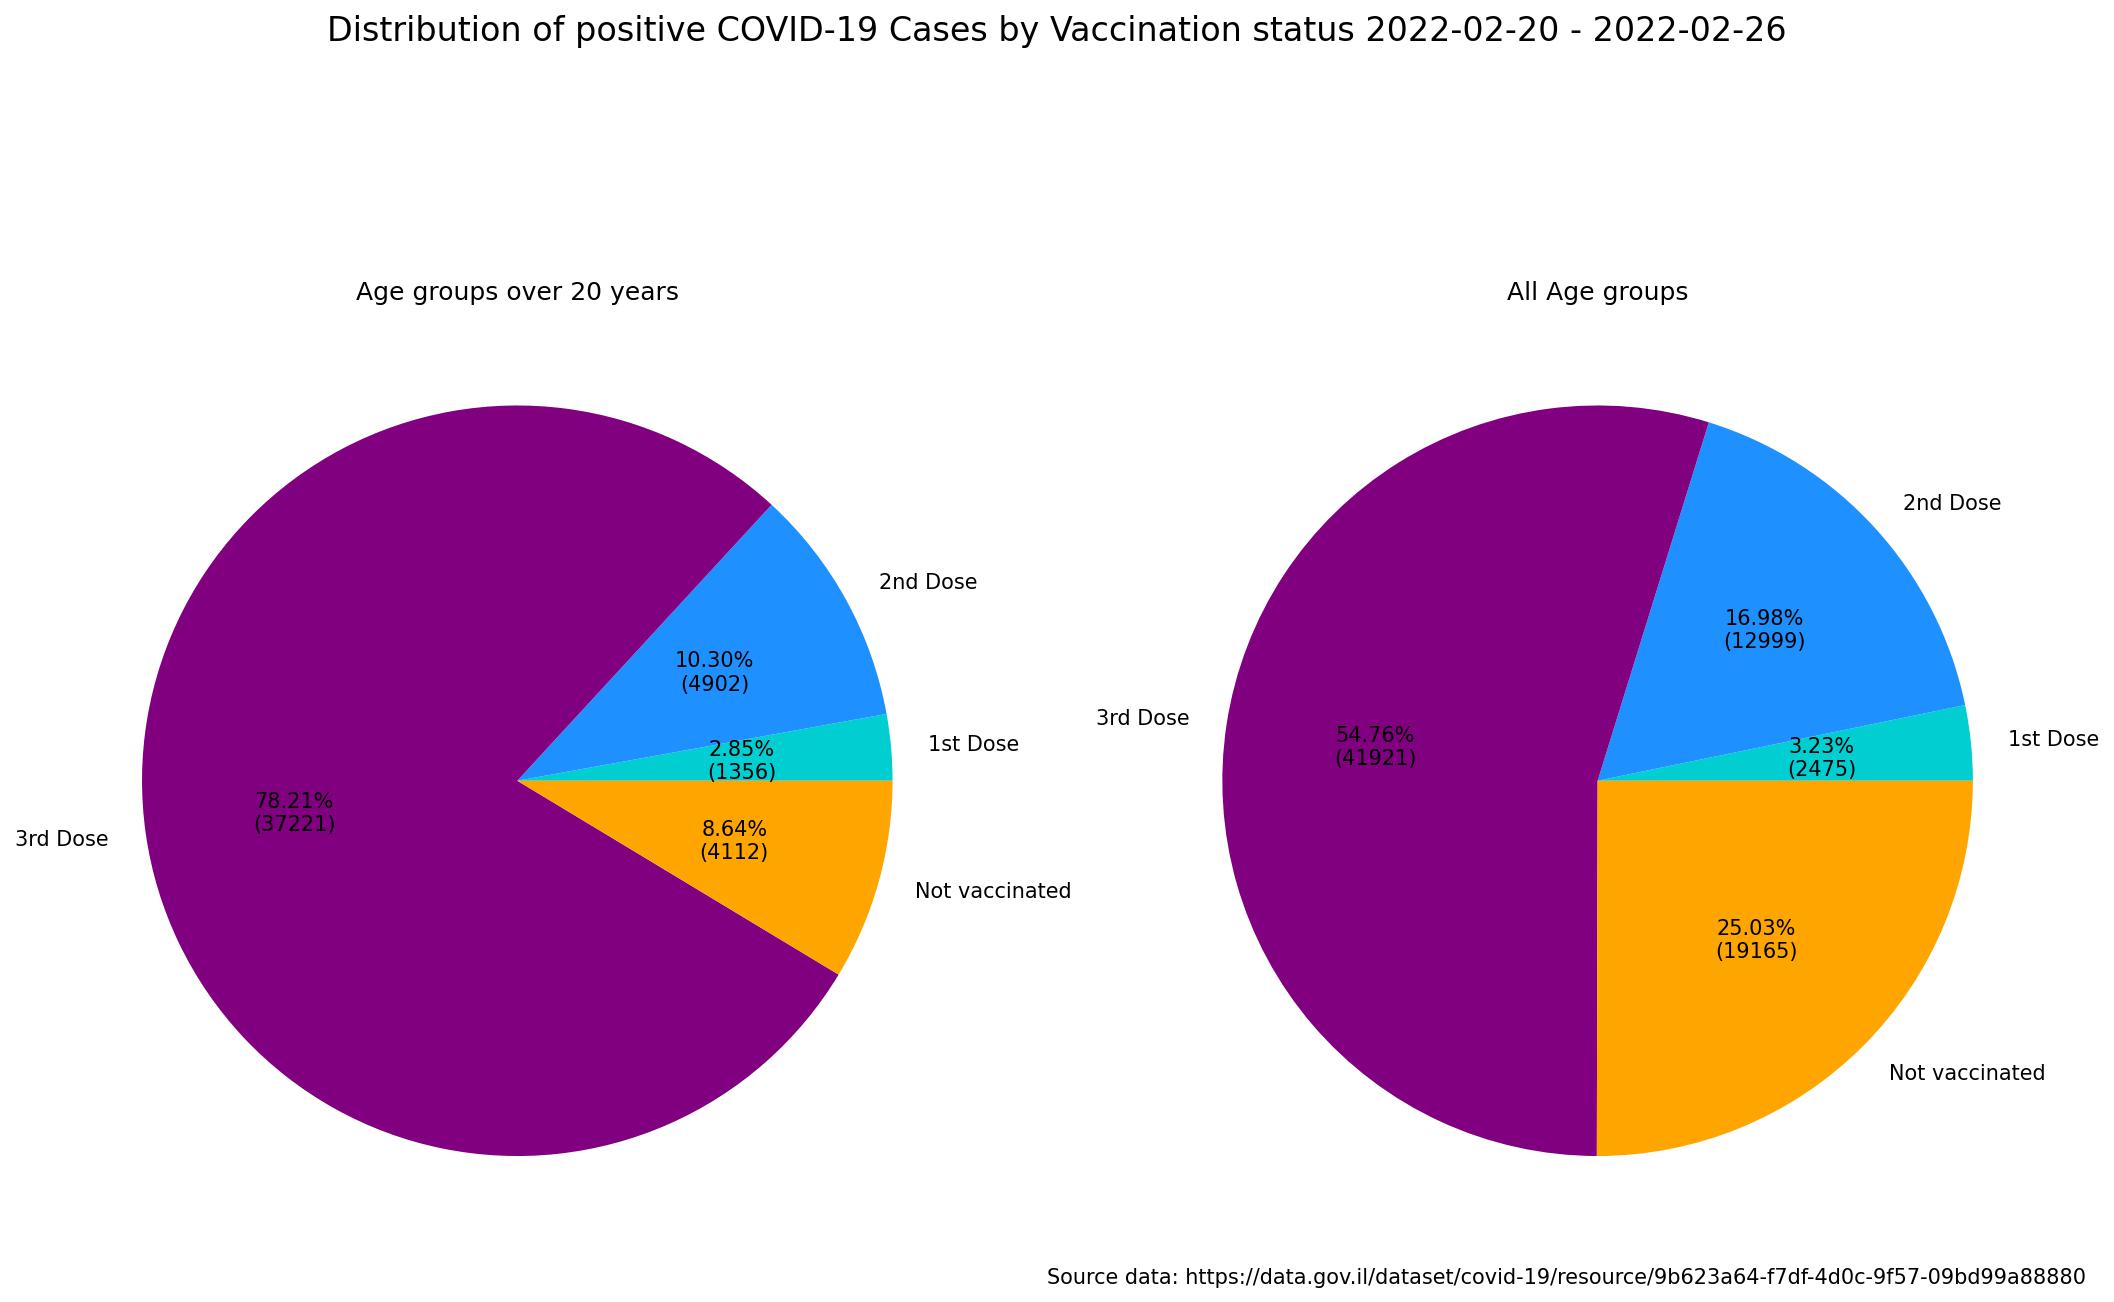 Distribution of positive COVID-19 Cases by Vaccination status 2022-02-20 - 2022-02-26
Age groups over 20 years
2nd Dose
10.30%
(4902)
1st Dose
2.85%
(1356)
78.21%
(37221)
3rd Dose
8.64%
(4112)
Not vaccinated
All Age groups
2nd Dose
16.98%
(12999)
3rd Dose
54.76%
(41921)
1st Dose
3.23%
(2475)
25.03%
(19165)
Not vaccinated
Source data: https://data.gov.il/dataset/covid-19/resource/9b623a64-f7df-4d0c-9f57-09bd99a88880